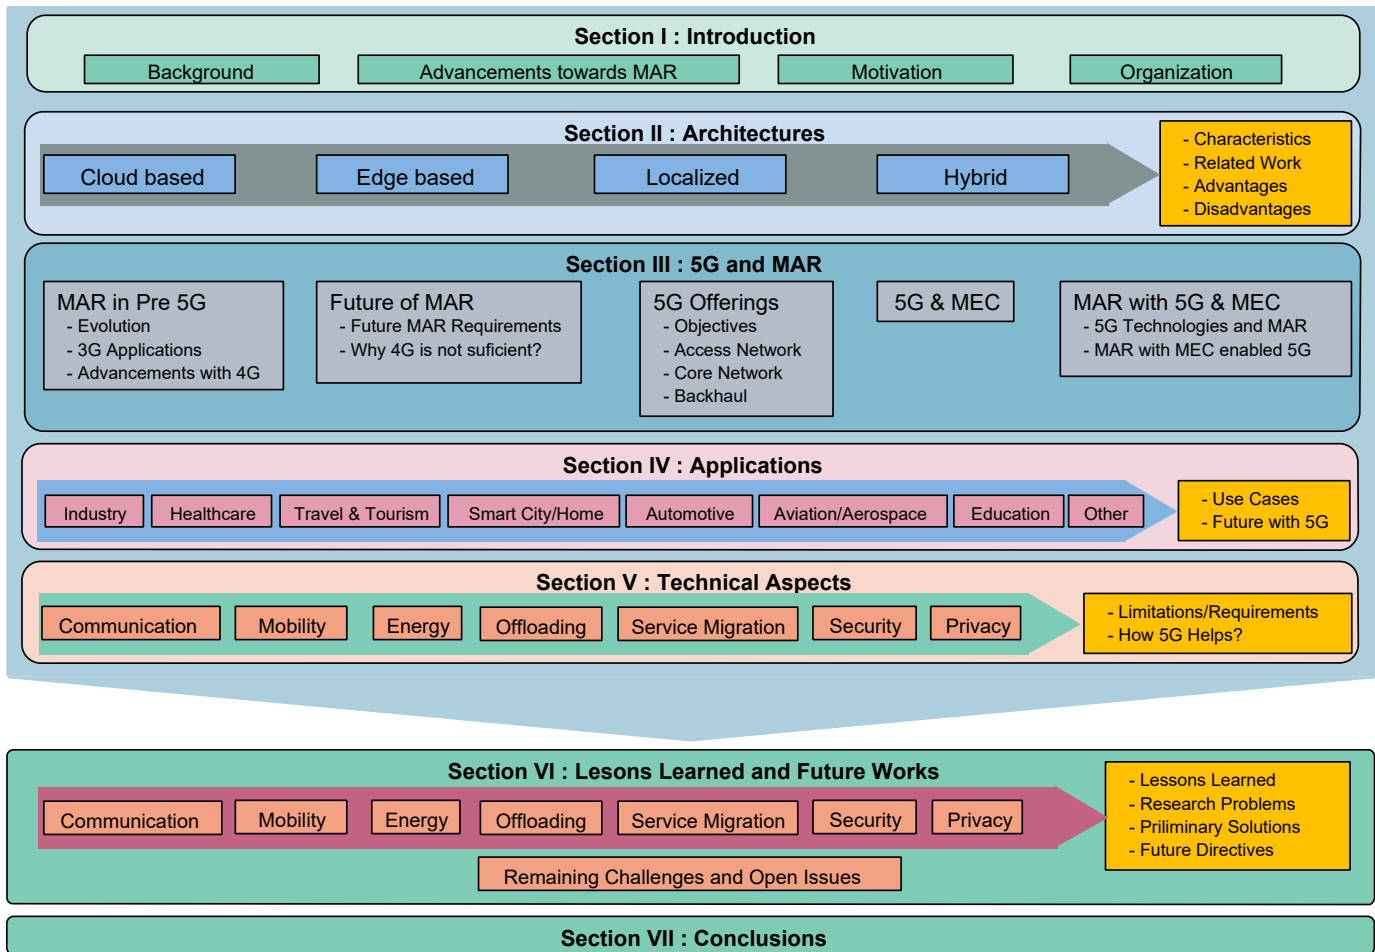 Section I : Introduction
Background
Advancements towards MAR
Motivation
Organization
Section II : Architectures
Cloud based
Edge based
Localized
Hybrid
- Characteristics
- Related Work
- Advantages
- Disadvantages
Section III : 5G and MAR
MAR in Pre 5G
- Evolution
- 3G Applications
- Advancements with 4G
Future of MAR
- Future MAR Requirements
- Why 4G is not suficient?
5G Offerings
- Objectives
- Access Network
- Core Network
- Backhaul
5G & MEC
MAR with 5G & MEC
- 5G Technologies and MAR
- MAR with MEC enabled 5G
Section IV : Applications
Industry
Healthcare
Travel & Tourism
Smart City/Home
Automotive
Aviation/Aerospace
Education
Other
- Use Cases
- Future with 5G
Section V : Technical Aspects
Communication
Mobility
Energy
Offloading
Service Migration
Security
Privacy
- Limitations/Requirements
- How 5G Helps?
Section VI : Lesons Learned and Future Works
Communication
Mobility
Energy
Offloading
Service Migration
Security
Privacy
- Lessons Learned
- Research Problems
- Priliminary Solutions
- Future Directives
Remaining Challenges and Open Issues
Section VII : Conclusions